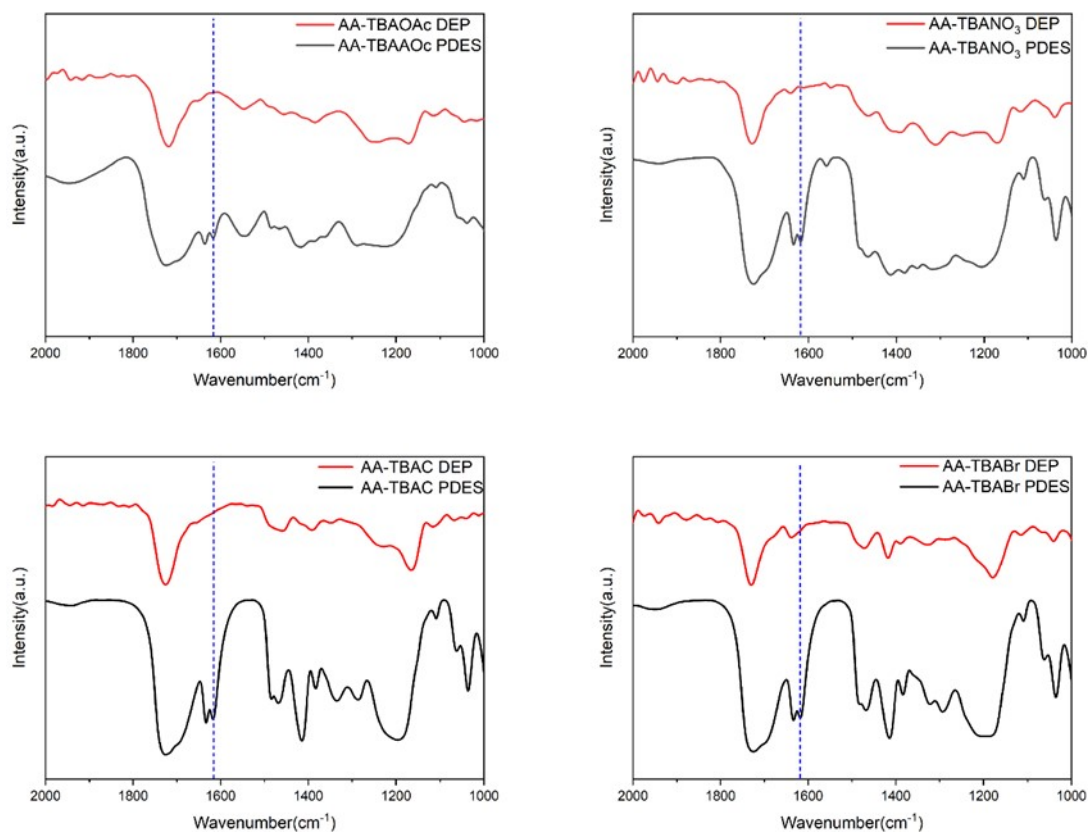 AA-TBAOAc DEP
AA-TBAAOc PDES
Intensity(a.u.)
2000 1800 1600 1400 1200 1000
Wavenumber(cm⁻¹)
AA-TBANO₃ DEP
AA-TBANO₃ PDES
Intensity(a.u)
2000 1800 1600 1400 1200 1000
Wavenumber(cm⁻¹)
AA-TBAC DEP
AA-TBAC PDES
Intensity(a.u.)
2000 1800 1600 1400 1200 1000
Wavenumber(cm⁻¹)
AA-TBABr DEP
AA-TBABr PDES
Intensity(a.u.)
2000 1800 1600 1400 1200 1000
Wavenumber(cm⁻¹)